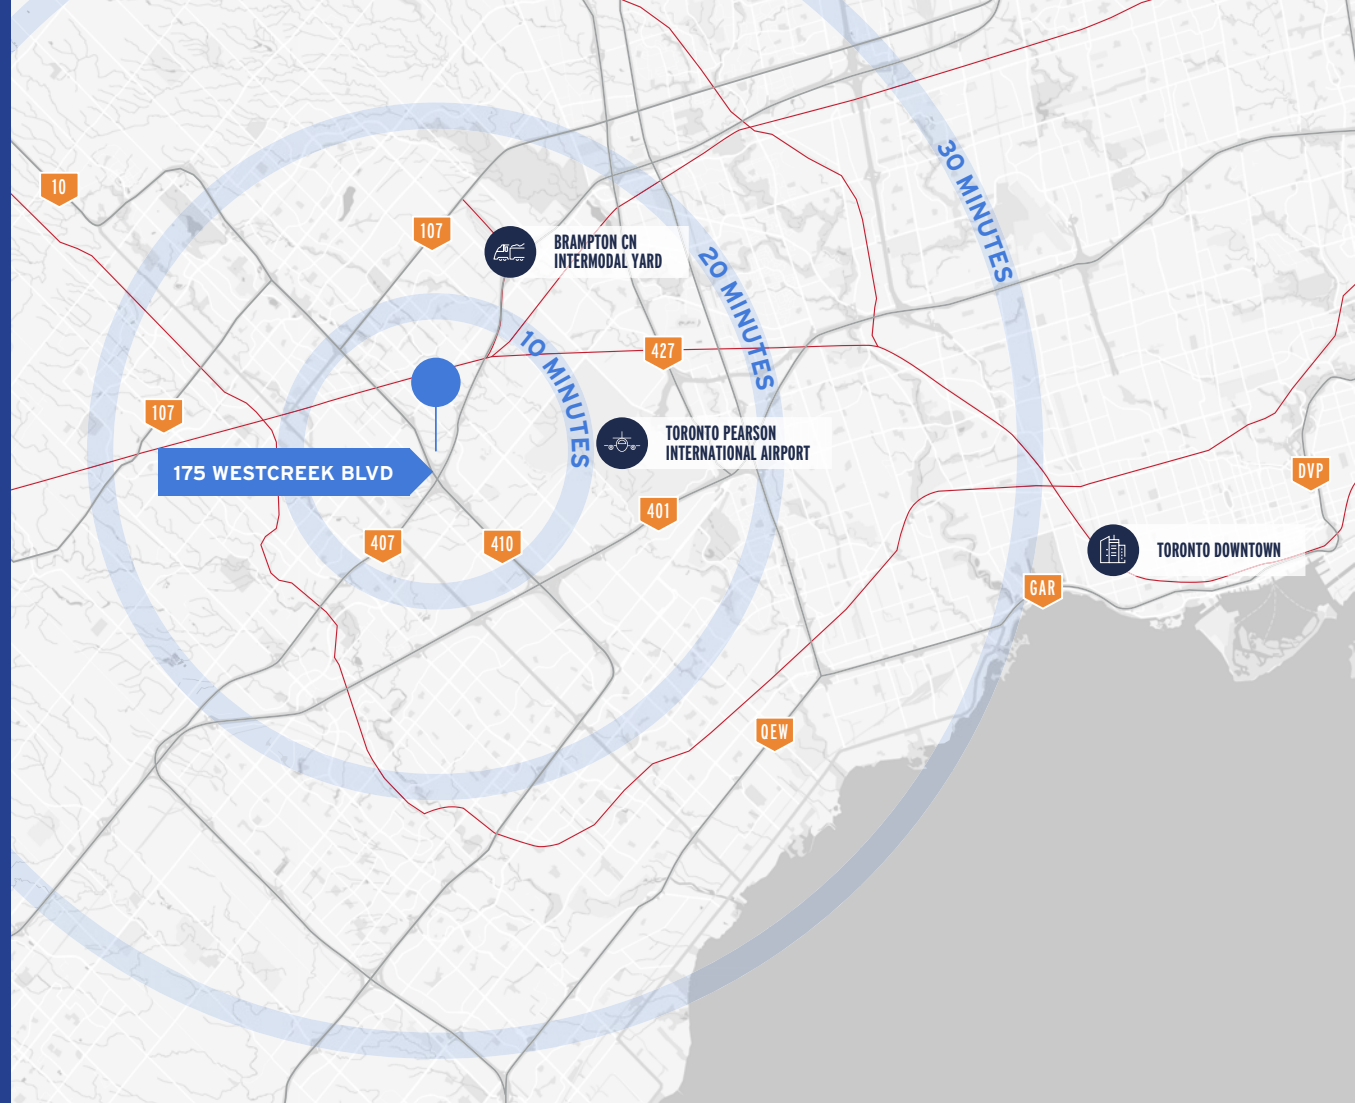 30 MINUTES
10
107
BRAMPTON CN
INTERMODAL YARD
20 MINUTES
10 MINUTES
427
107
TORONTO PEARSON
INTERNATIONAL AIRPORT
175 WESTCREEK BLVD
DVP
401
407
410
TORONTO DOWNTOWN
GAR
QEW